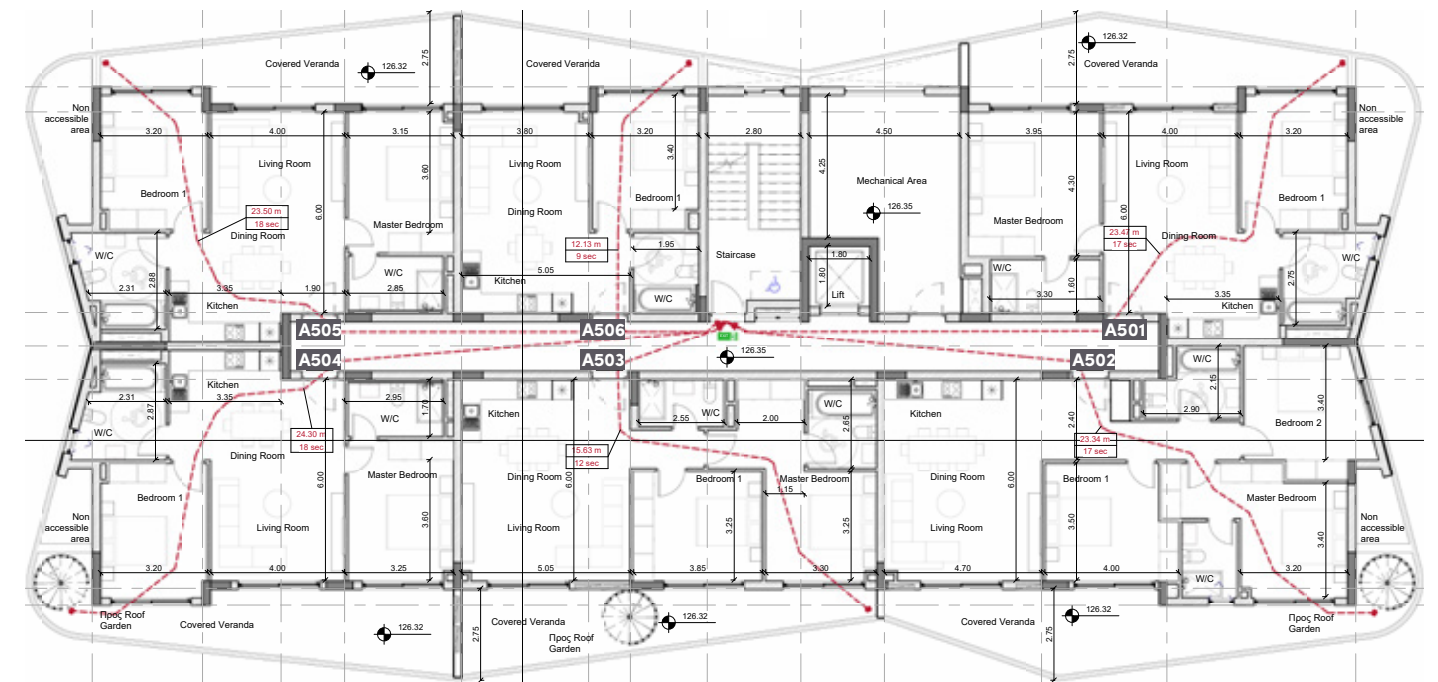 126.32
126.32
2.75
2.75
Covered Veranda
Covered Veranda
Covered Veranda
Non
accessible
area
Non
accessible
area
3.20
4.00
3.15
3.80
3.20
2.80
4.50
3.95
4.00
3.20
3.60
3.40
4.25
4.30
6.00
6.00
Living Room
Living Room
Living Room
Mechanical Area
Bedroom 1
Bedroom 1
Bedroom 1
126.35
23.50 m
18 sec
Dining Room
Master Bedroom
Dining Room
12.13 m
9 sec
1.95
Staircase
1.80
1.80
Lift
Master Bedroom
23.47 m
17 sec
Dining Room
W/C
W/C
W/C
W/C
W/C
2.88
2.75
5.05
1.60
2.31
3.35
1.90
2.85
Kitchen
Kitchen
3.30
3.35
Kitchen
A505
A506
A501
A504
A503
A502
126.35
Kitchen
2.31
3.35
2.87
2.95
1.70
W/C
W/C
Kitchen
2.55
W/C
2.00
W/C
2.65
Kitchen
2.40
W/C
2.15
2.90
3.40
Bedroom 2
24.30 m
18 sec
15.63 m
12 sec
23.34 m
17 sec
Dining Room
Master Bedroom
Dining Room
6.00
6.00
6.00
Bedroom 1
Bedroom 1
Master Bedroom
1.15
Dining Room
Bedroom 1
Master Bedroom
Non
accessible
area
Living Room
3.60
Living Room
3.25
3.25
Living Room
3.50
3.40
Non
accessible
area
3.20
4.00
3.25
5.05
3.85
3.30
4.70
4.00
W/C
3.20
Προς Roof
Garden
Covered Veranda
126.32
2.75
Covered Veranda
Προς Roof
Garden
126.32
Covered Veranda
126.32
2.75
Προς Roof
Garden